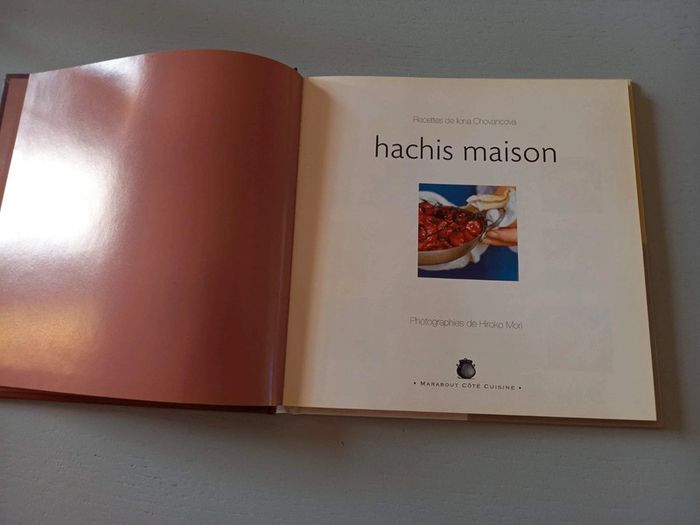 Recettes de Ilona Chovancova
hachis maison
Photographies de Hiroko Mori
• MARABOUT CÔTÉ CUISINE •